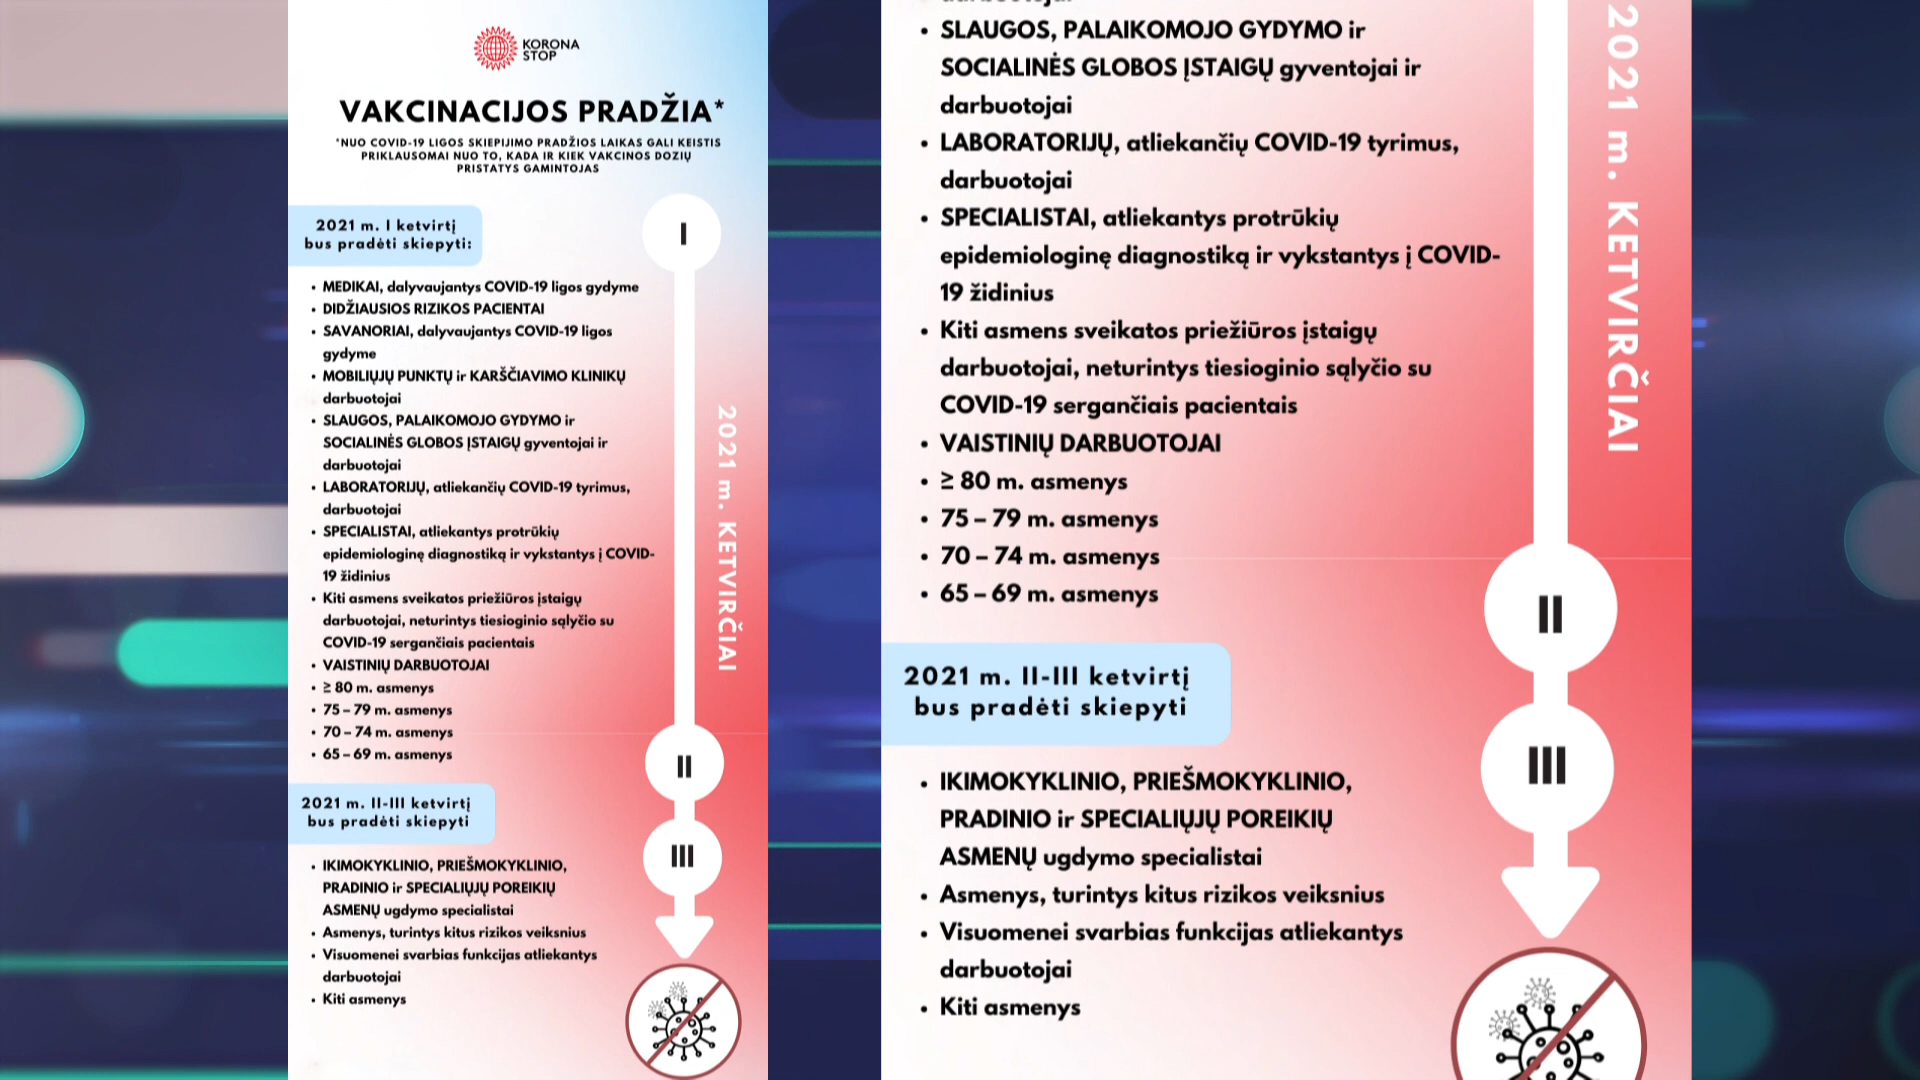 KORONA
STOP
VAKCINACIJOS PRADŽIA*
*NUO COVID-19 LIGOS SKIEPIJIMO PRADŽIOS LAIKAS GALI KEISTIS
PRIKLAUSOMAI NUO TO, KADA IR KIEK VAKCINOS DOZIŲ
PRISTATYS GAMINTOJAS
2021 m. I ketvirtį
bus pradėti skiepyti:
I
• MEDIKAI, dalyvaujantys COVID-19 ligos gydyme
• DIDŽIAUSIOS RIZIKOS PACIENTAI
• SAVANORIAI, dalyvaujantys COVID-19 ligos
gydyme
• MOBILIŲJŲ PUNKTŲ ir KARŠČIAVIMO KLINIKŲ
darbuotojai
• SLAUGOS, PALAIKOMOJO GYDYMO ir
SOCIALINĖS GLOBOS ĮSTAIGŲ gyventojai ir
darbuotojai
• LABORATORIJŲ, atliekančių COVID-19 tyrimus,
darbuotojai
• SPECIALISTAI, atliekantys protrūkių
epidemiologinę diagnostiką ir vykstantys į COVID-
19 židinius
• Kiti asmens sveikatos priežiūros įstaigų
darbuotojai, neturintys tiesioginio sąlyčio su
COVID-19 sergančiais pacientais
• VAISTINIŲ DARBUOTOJAI
• ≥ 80 m. asmenys
• 75 – 79 m. asmenys
• 70 – 74 m. asmenys
• 65 – 69 m. asmenys
2021 m. KETVIRČIAI
II
2021 m. II-III ketvirtį
bus pradėti skiepyti
III
• IKIMOKYKLINIO, PRIEŠMOKYKLINIO,
PRADINIO ir SPECIALIŲJŲ POREIKIŲ
ASMENŲ ugdymo specialistai
• Asmenys, turintys kitus rizikos veiksnius
• Visuomenei svarbias funkcijas atliekantys
darbuotojai
• Kiti asmenys
darbuotojai
• SLAUGOS, PALAIKOMOJO GYDYMO ir
SOCIALINĖS GLOBOS ĮSTAIGŲ gyventojai ir
darbuotojai
• LABORATORIJŲ, atliekančių COVID-19 tyrimus,
darbuotojai
• SPECIALISTAI, atliekantys protrūkių
epidemiologinę diagnostiką ir vykstantys į COVID-
19 židinius
• Kiti asmens sveikatos priežiūros įstaigų
darbuotojai, neturintys tiesioginio sąlyčio su
COVID-19 sergančiais pacientais
• VAISTINIŲ DARBUOTOJAI
• ≥ 80 m. asmenys
• 75 – 79 m. asmenys
• 70 – 74 m. asmenys
• 65 – 69 m. asmenys
2021 m. KETVIRČIAI
II
2021 m. II-III ketvirtį
bus pradėti skiepyti
III
• IKIMOKYKLINIO, PRIEŠMOKYKLINIO,
PRADINIO ir SPECIALIŲJŲ POREIKIŲ
ASMENŲ ugdymo specialistai
• Asmenys, turintys kitus rizikos veiksnius
• Visuomenei svarbias funkcijas atliekantys
darbuotojai
• Kiti asmenys